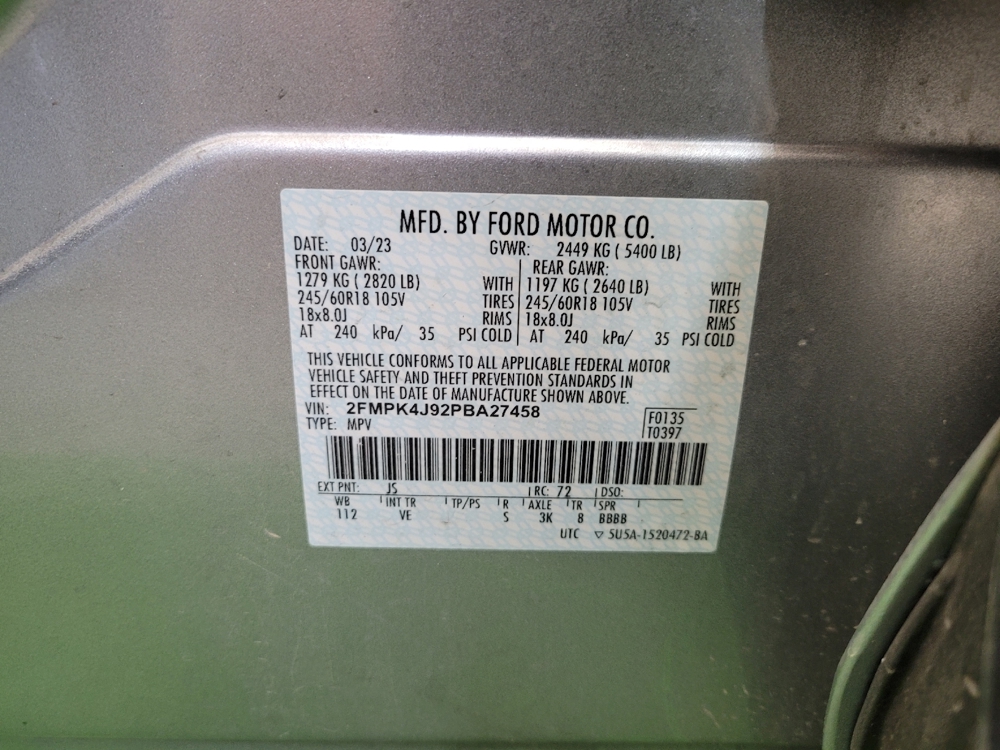 MFD. BY FORD MOTOR CO.
DATE: 03/23 GVWR: 2449 KG ( 5400 LB)
FRONT GAWR: REAR GAWR:
1279 KG ( 2820 LB) WITH 1197 KG ( 2640 LB) WITH
245/60R18 105V TIRES 245/60R18 105V TIRES
18x8.0J RIMS 18x8.0J RIMS
AT 240 kPa/ 35 PSI COLD AT 240 kPa/ 35 PSI COLD
THIS VEHICLE CONFORMS TO ALL APPLICABLE FEDERAL MOTOR
VEHICLE SAFETY AND THEFT PREVENTION STANDARDS IN
EFFECT ON THE DATE OF MANUFACTURE SHOWN ABOVE.
VIN: 2FMPK4J92PBA27458 F0135
TYPE: MPV T0397
EXT PNT: JS RC: 72 DSO:
WB INT TR TP/PS R AXLE TR SPR
112 VE S 3K 8 BBBB
UTC ▽ 5U5A-1520472-BA